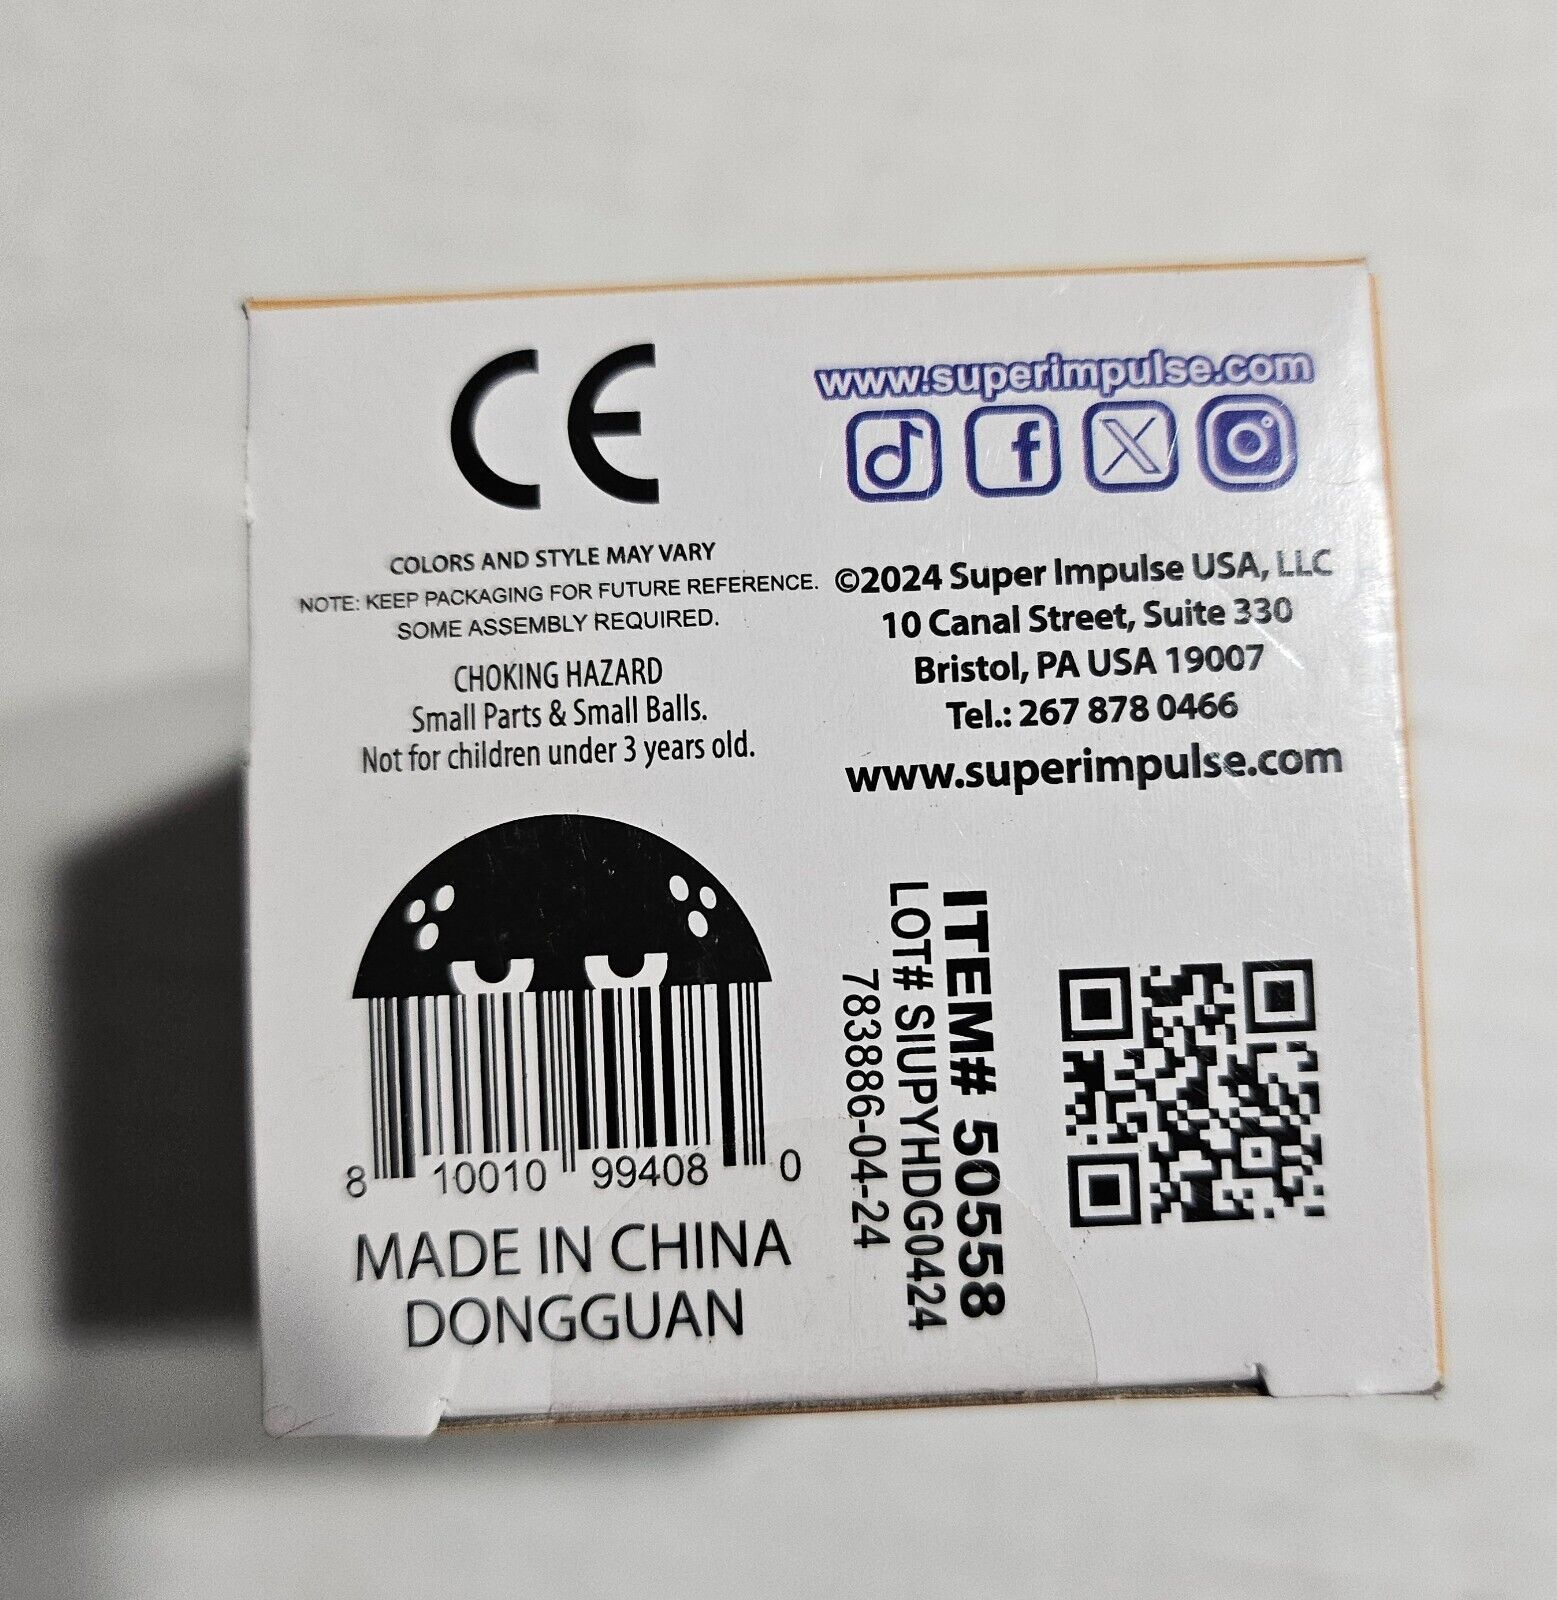 CE
COLORS AND STYLE MAY VARY
NOTE: KEEP PACKAGING FOR FUTURE REFERENCE.
SOME ASSEMBLY REQUIRED.
CHOKING HAZARD
Small Parts & Small Balls.
Not for children under 3 years old.
8 10010 99408 0
MADE IN CHINA
DONGGUAN
www.superimpulse.com
©2024 Super Impulse USA, LLC
10 Canal Street, Suite 330
Bristol, PA USA 19007
Tel.: 267 878 0466
www.superimpulse.com
ITEM# 50558
LOT# SIUPYHDG0424
783886-04-24